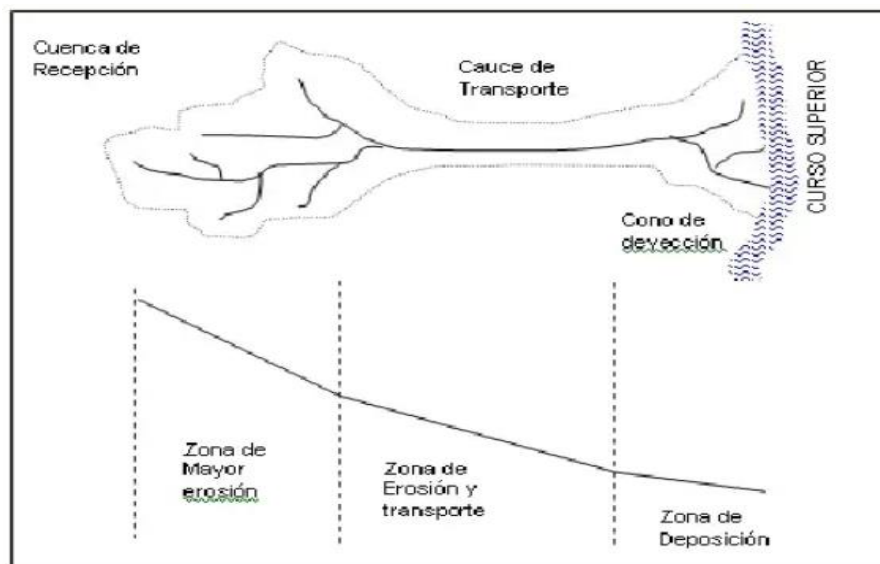 Cuenca de
Recepción
Cauce de
Transporte
CURSO SUPERIOR
Cono de
deyección
Zona de
Mayor
erosión
Zona de
Erosión y
transporte
Zona de
Deposición